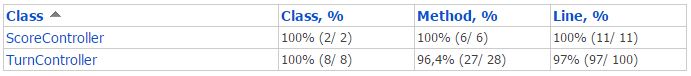 Class Class, % Method, % Line, %
ScoreController 100% (2/ 2) 100% (6/ 6) 100% (11/ 11)
TurnController 100% (8/ 8) 96,4% (27/ 28) 97% (97/ 100)